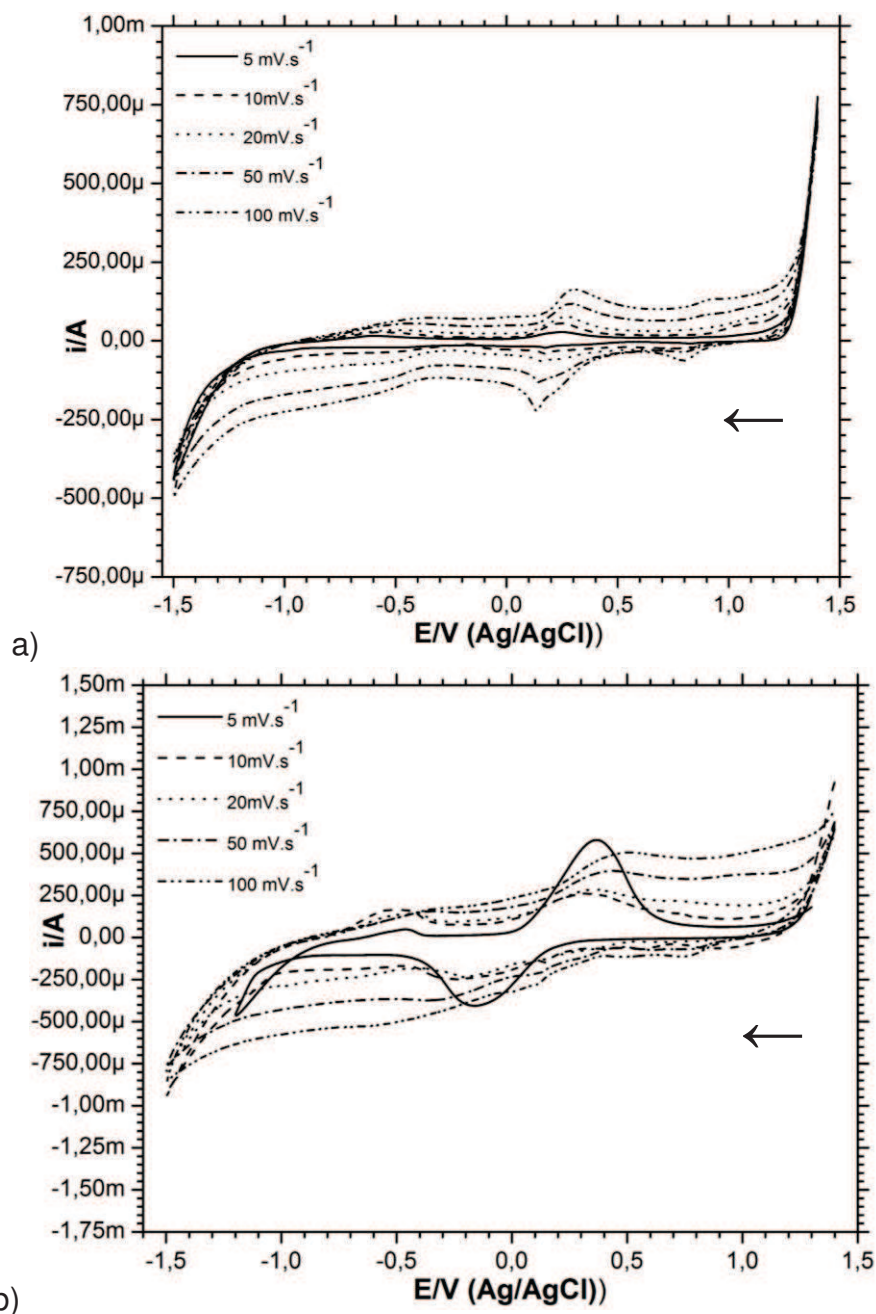 1,00m
750,00µ
500,00µ
250,00µ
0,00
-250,00µ
-500,00µ
-750,00µ
i/A
5 mV.s-1
10mV.s-1
20mV.s-1
50 mV.s-1
100 mV.s-1
-1,5 -1,0 -0,5 0,0 0,5 1,0 1,5
E/V (Ag/AgCl))
a)
1,50m
1,25m
1,00m
750,00µ
500,00µ
250,00µ
0,00
-250,00µ
-500,00µ
-750,00µ
-1,00m
-1,25m
-1,50m
-1,75m
i/A
5 mV.s-1
10mV.s-1
20mV.s-1
50 mV.s-1
100 mV.s-1
-1,5 -1,0 -0,5 0,0 0,5 1,0 1,5
E/V (Ag/AgCl))
b)